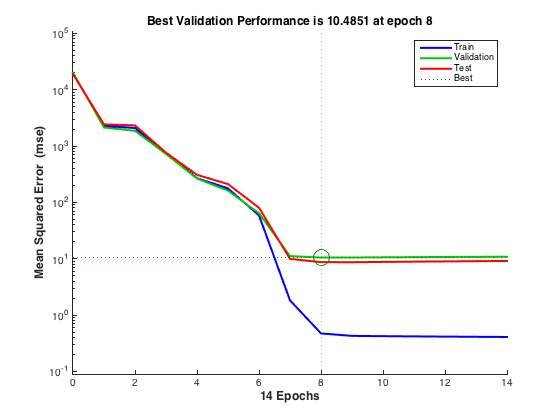 Best Validation Performance is 10.4851 at epoch 8
Mean Squared Error (mse)
10^5
10^4
10^3
10^2
10^1
10^0
10^-1
Train
Validation
Test
Best
0 2 4 6 8 10 12 14
14 Epochs